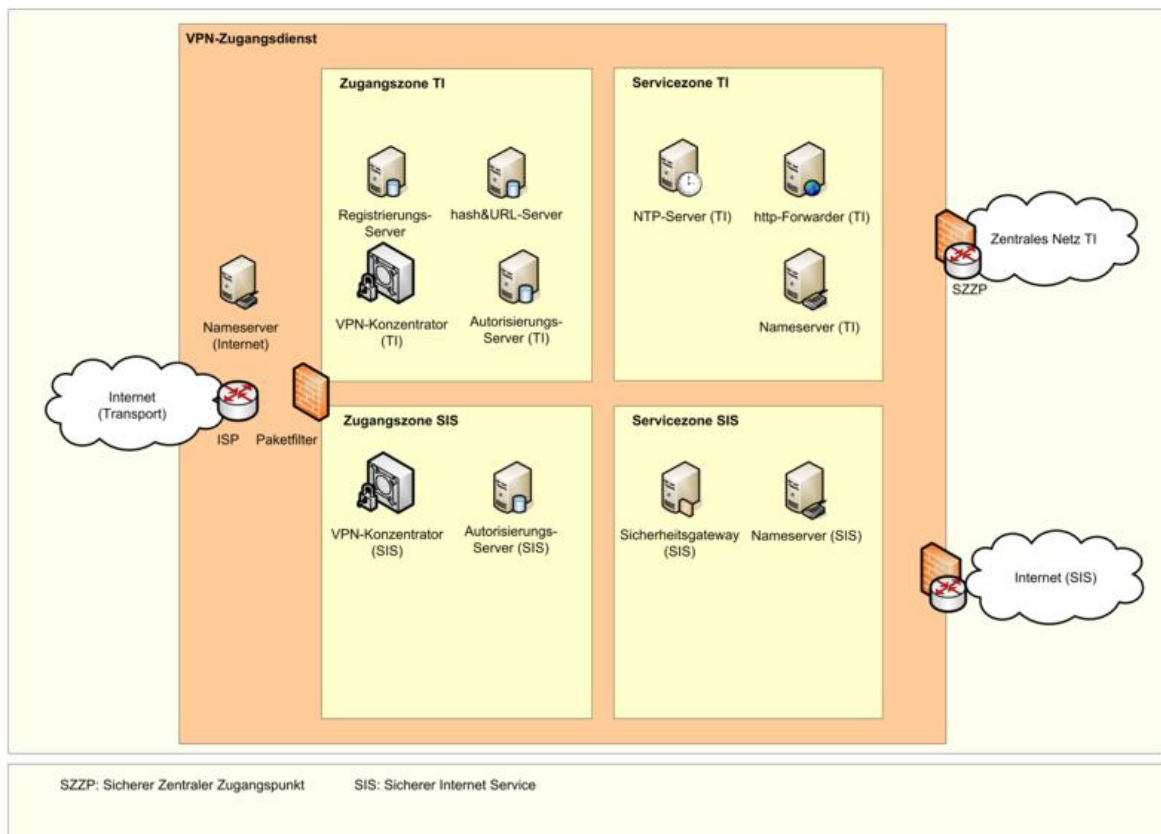 VPN-Zugangsdienst
Zugangszone TI
Servicezone TI
Registrierungs-
Server
hash&URL-Server
NTP-Server (TI)
http-Forwarder (TI)
Zentrales Netz TI
SZZP
Nameserver
(Internet)
VPN-Konzentrator
(TI)
Autorisierungs-
Server (TI)
Nameserver (TI)
Internet
(Transport)
ISP
Paketfilter
Zugangszone SIS
Servicezone SIS
VPN-Konzentrator
(SIS)
Autorisierungs-
Server (SIS)
Sicherheitsgateway
(SIS)
Nameserver (SIS)
Internet (SIS)
SZZP: Sicherer Zentraler Zugangspunkt
SIS: Sicherer Internet Service